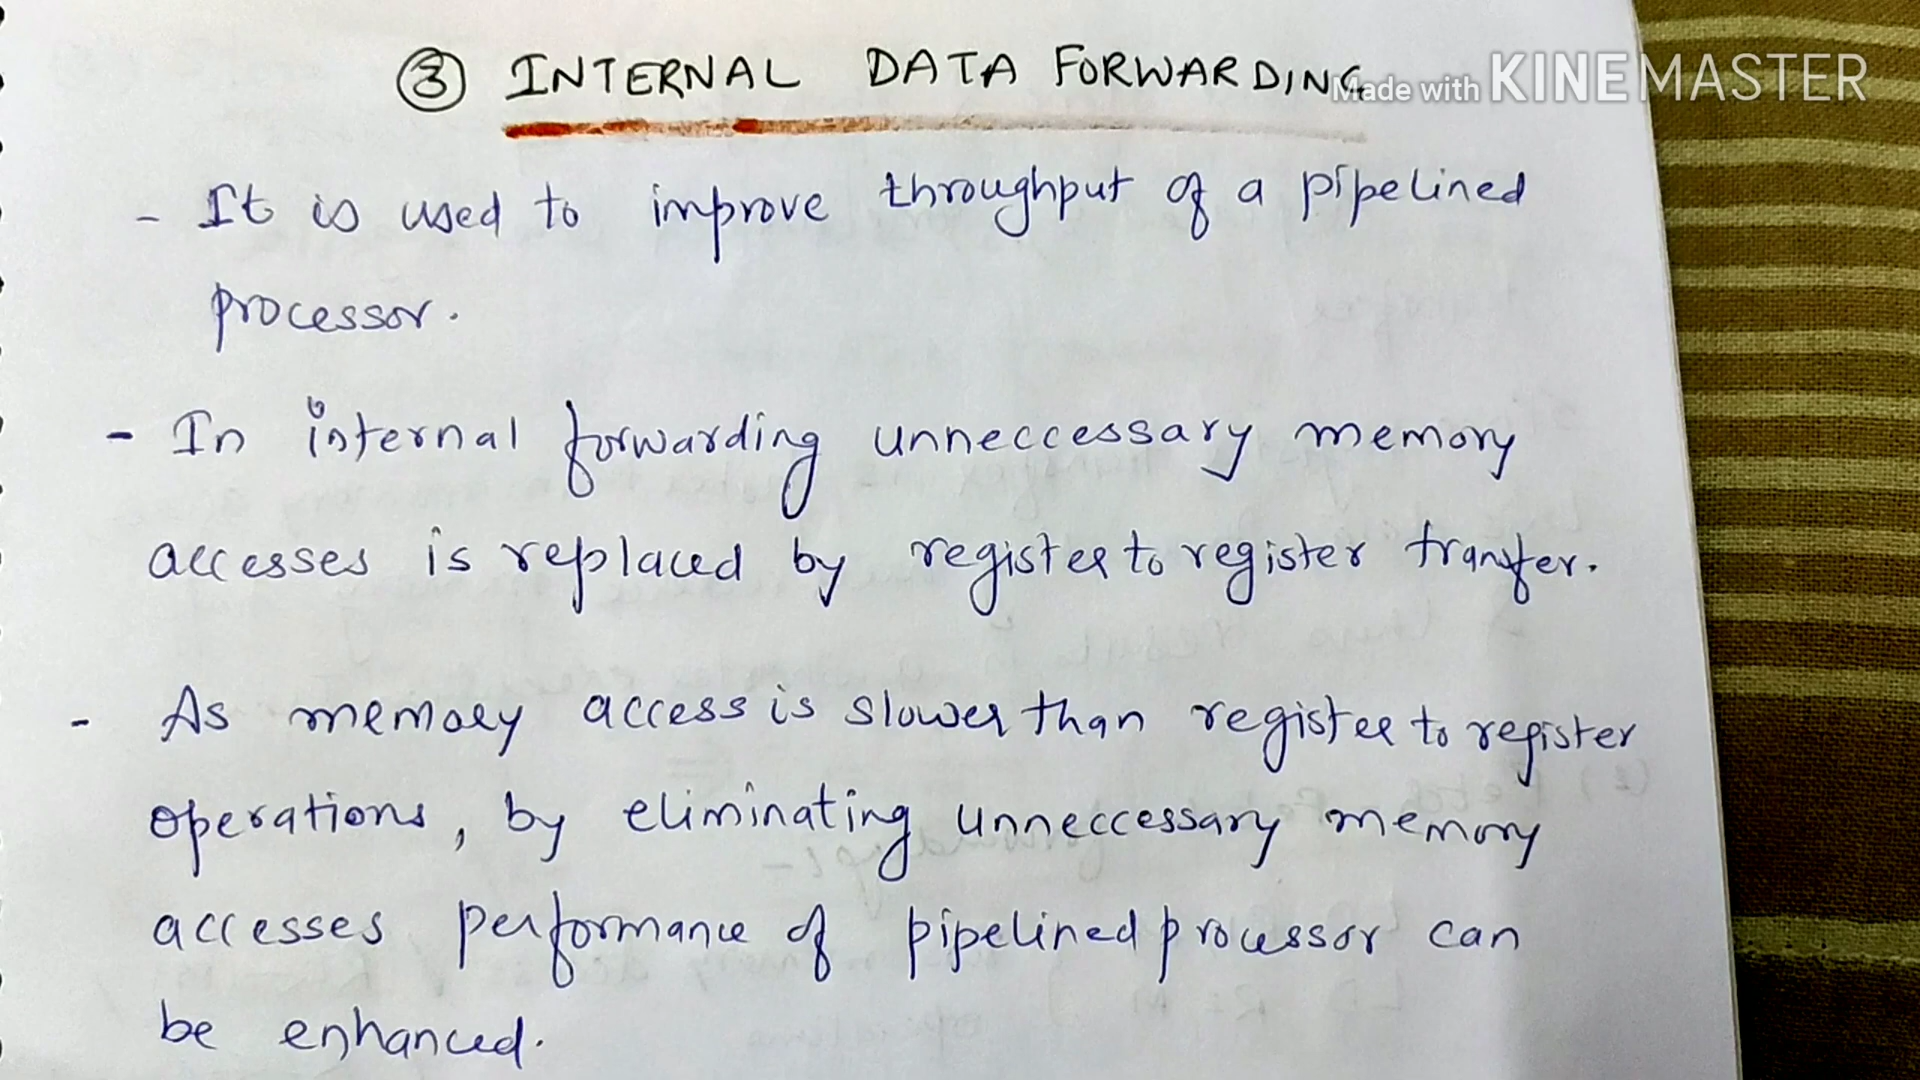 ③ INTERNAL DATA FORWARDING
Made with KINEMASTER
- It is used to improve throughput of a pipelined
processor.
- In internal forwarding unneccessary memory
accesses is replaced by register to register transfer.
- As memory access is slower than register to register
operations, by eliminating unneccessary memory
accesses performance of pipelined processor can
be enhanced.